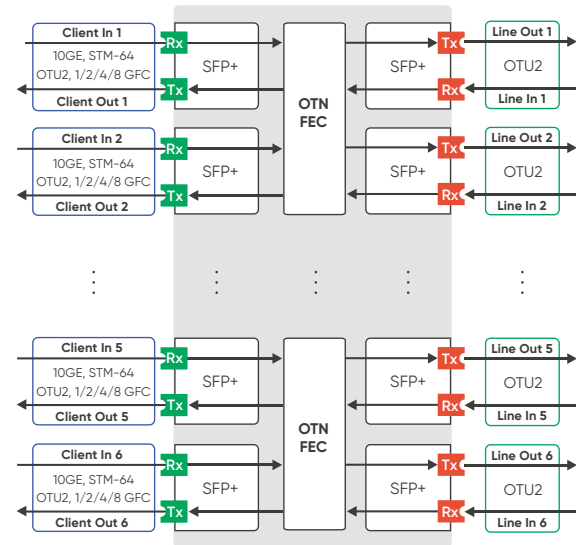 Client In 1
10GE, STM-64
OTU2, 1/2/4/8 GFC
Client Out 1
Rx
Tx
SFP+
OTN
FEC
SFP+
Tx
Rx
Line Out 1
OTU2
Line In 1
Client In 2
10GE, STM-64
OTU2, 1/2/4/8 GFC
Client Out 2
Rx
Tx
SFP+
SFP+
Tx
Rx
Line Out 2
OTU2
Line In 2
Client In 5
10GE, STM-64
OTU2, 1/2/4/8 GFC
Client Out 5
Rx
Tx
SFP+
OTN
FEC
SFP+
Tx
Rx
Line Out 5
OTU2
Line In 5
Client In 6
10GE, STM-64
OTU2, 1/2/4/8 GFC
Client Out 6
Rx
Tx
SFP+
SFP+
Tx
Rx
Line Out 6
OTU2
Line In 6